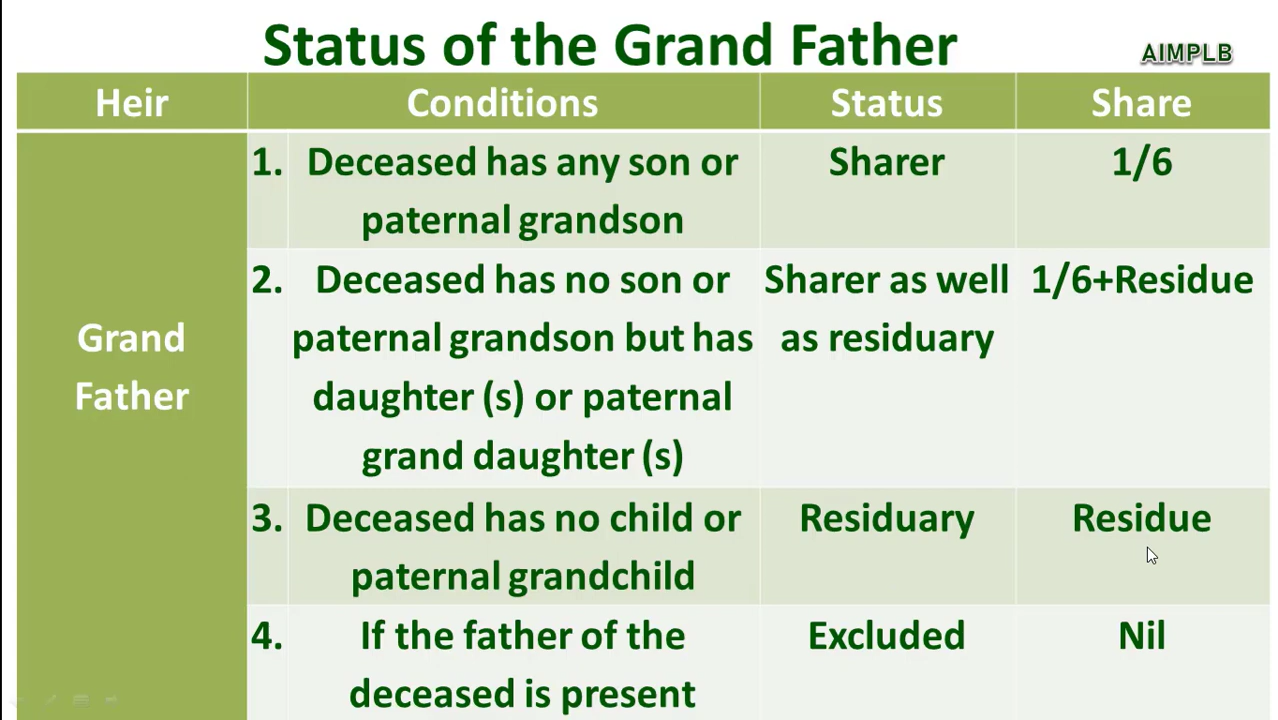 Status of the Grand Father
AIMPLB
Heir Conditions Status Share
Grand
Father
1. Deceased has any son or
paternal grandson
Sharer
1/6
2. Deceased has no son or
paternal grandson but has
daughter (s) or paternal
grand daughter (s)
Sharer as well
as residuary
1/6+Residue
3. Deceased has no child or
paternal grandchild
Residuary
Residue
4. If the father of the
deceased is present
Excluded
Nil